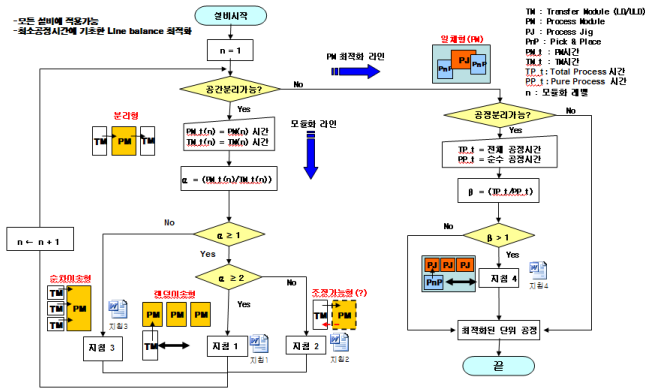 -모든 설비에 적용가능
-최소공정시간에 기초한 Line balance 최적화
설비시작
n = 1
PM 최적화 라인
일체형(PM)
PnP
PJ
PnP
TM : Transfer Module (LD/ULD)
PM : Process Module
PJ : Process Jig
PnP : Pick & Place
PM_t : PM시간
TM_t : TM시간
TP_t : Total Process 시간
PP_t : Pure Process 시간
n : 모듈화 레벨
공간분리가능?
No
Yes
공정분리가능?
No
Yes
분리형
TM
PM
TM
PM_t(n) = PM(n) 시간
TM_t(n) = TM(n) 시간
모듈화 라인
TP_t = 전체 공정시간
PP_t = 순수 공정시간
α = (PM_t(n)/TM_t(n))
β = (TP_t/PP_t)
No
α ≥ 1
Yes
No
β > 1
Yes
n ← n + 1
α ≥ 2
No
Yes
PJ
PJ
PJ
PnP
지침 4
지침4
순차이송형
TM
TM
TM
PM
지침3
랜덤이송형
PM
PM
PM
TM
조정가능형(?)
TM
PM
지침 3
지침 1
지침1
지침 2
지침2
최적화된 단위 공정
끝